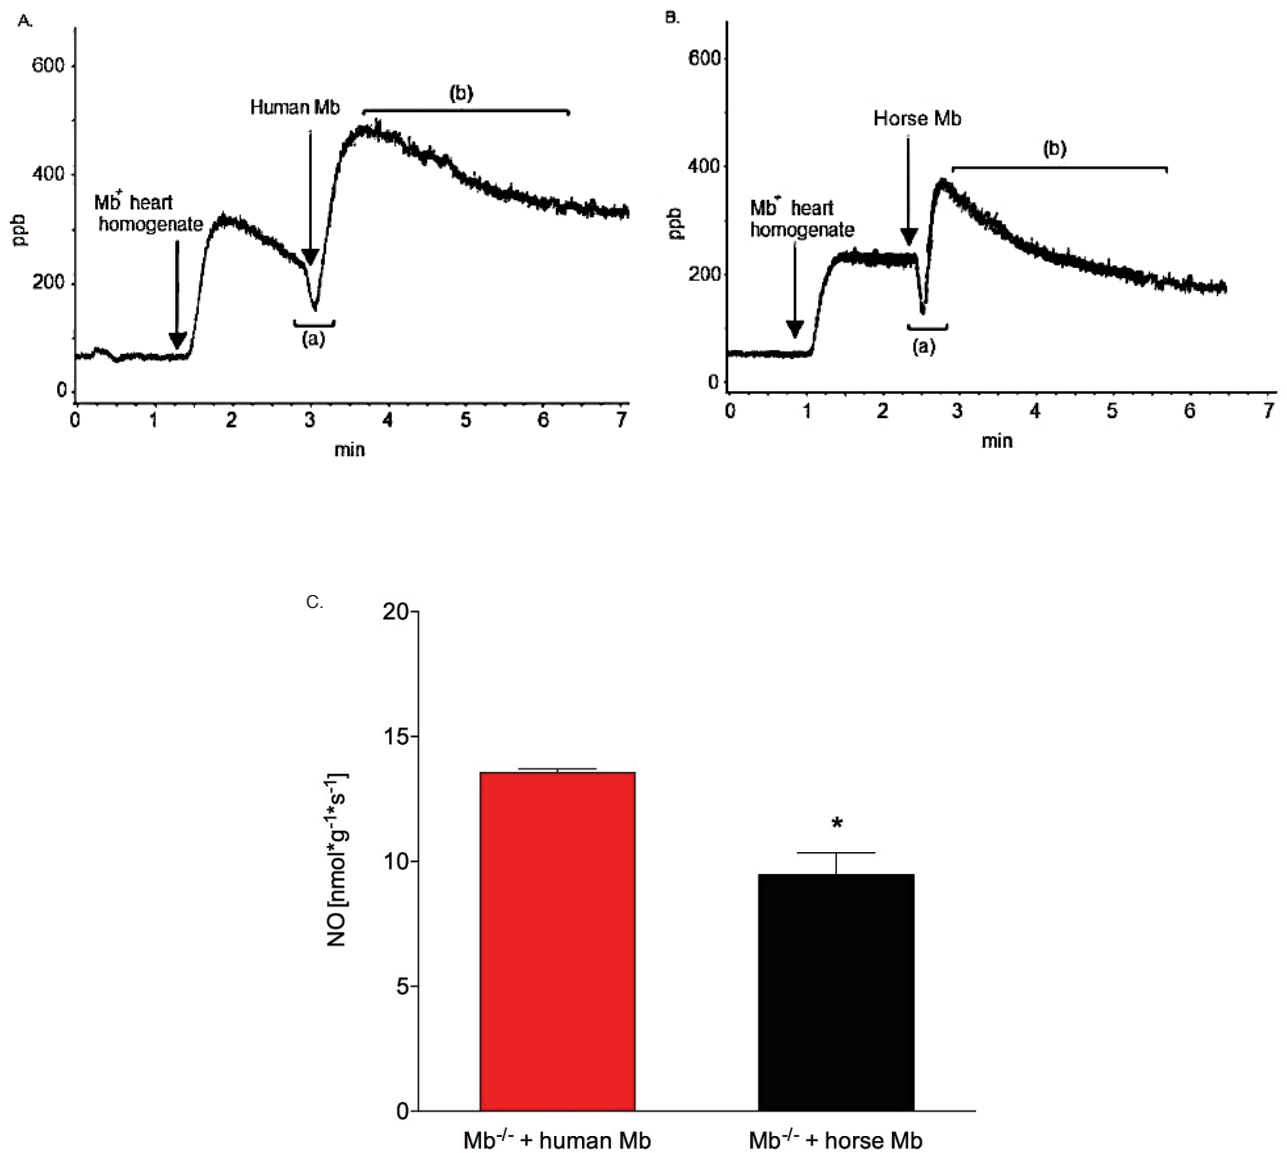 A.
600
400
200
0
ppb
Mb+ heart
homogenate
Human Mb
(b)
(a)
0 1 2 3 4 5 6 7
min
B.
600
400
200
0
ppb
Mb+ heart
homogenate
Horse Mb
(b)
(a)
0 1 2 3 4 5 6 7
min
C.
20
15
10
5
0
NO [nmol*g-1*s-1]
*
Mb-/- + human Mb
Mb-/- + horse Mb